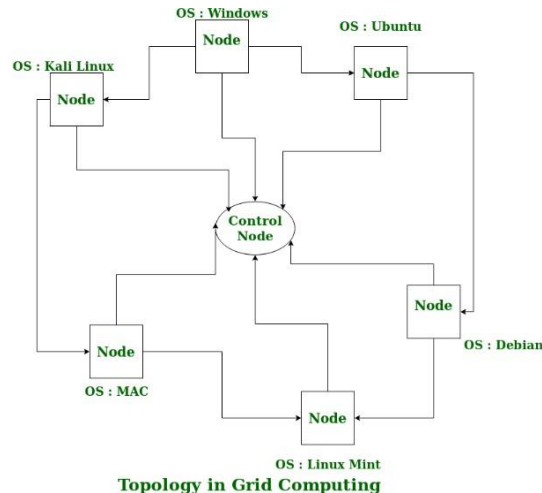 OS : Windows
Node
OS : Ubuntu
Node
OS : Kali Linux
Node
Control
Node
Node
OS : Debian
Node
OS : MAC
Node
OS : Linux Mint
Topology in Grid Computing